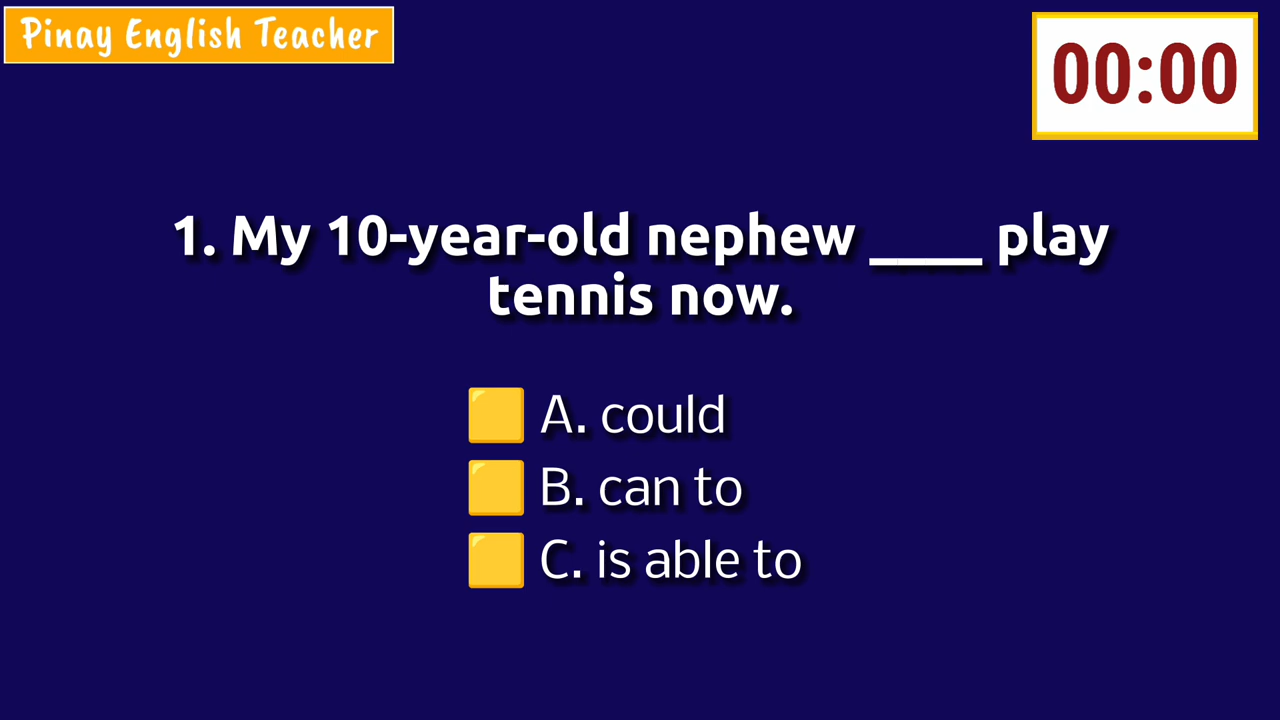 Pinay English Teacher
00:00
1. My 10-year-old nephew ____ play
tennis now.
A. could
B. can to
C. is able to